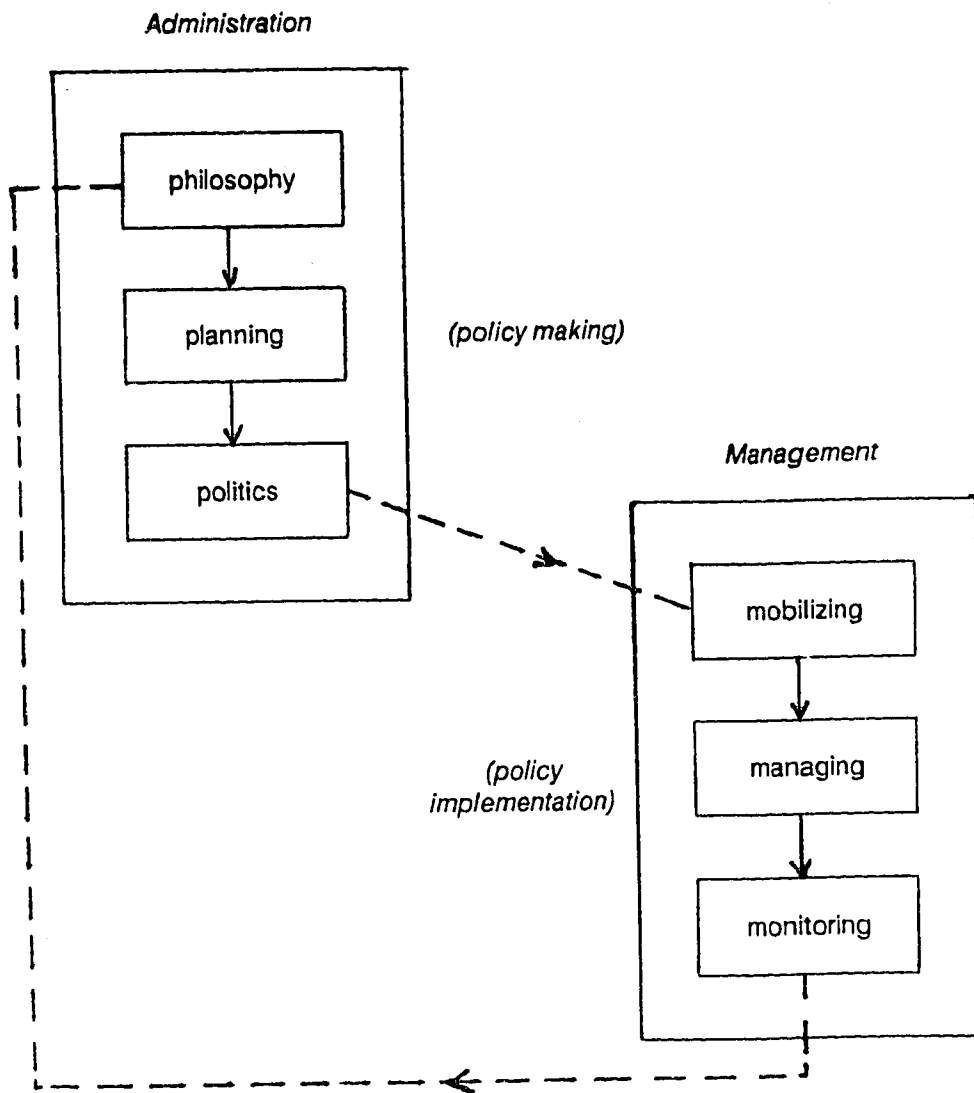 Administration
philosophy
planning
(policy making)
politics
Management
mobilizing
managing
(policy
implementation)
monitoring